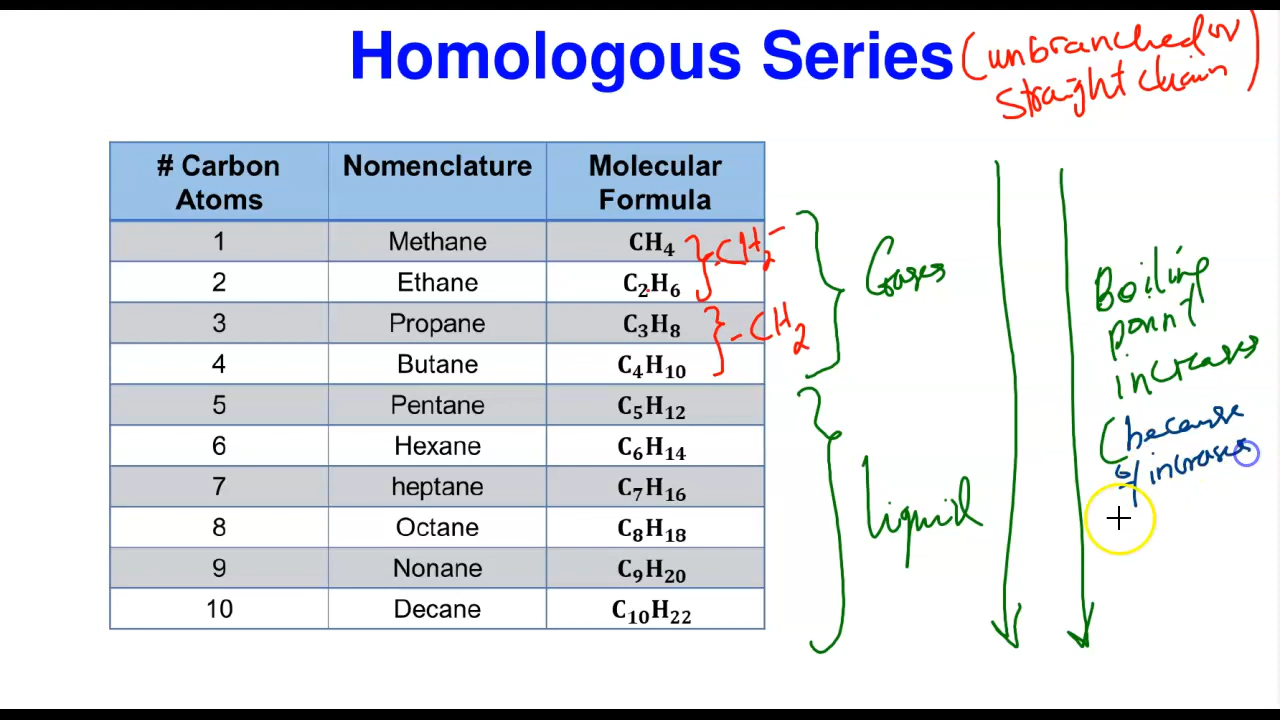 Homologous Series (unbranched or
straight chain)
# Carbon Atoms Nomenclature Molecular Formula
1 Methane CH₄
2 Ethane C₂H₆
3 Propane C₃H₈
4 Butane C₄H₁₀
5 Pentane C₅H₁₂
6 Hexane C₆H₁₄
7 heptane C₇H₁₆
8 Octane C₈H₁₈
9 Nonane C₉H₂₀
10 Decane C₁₀H₂₂
-CH₂-
-CH₂
Gases
Liquid
Boiling
point
increases
(because
of increases